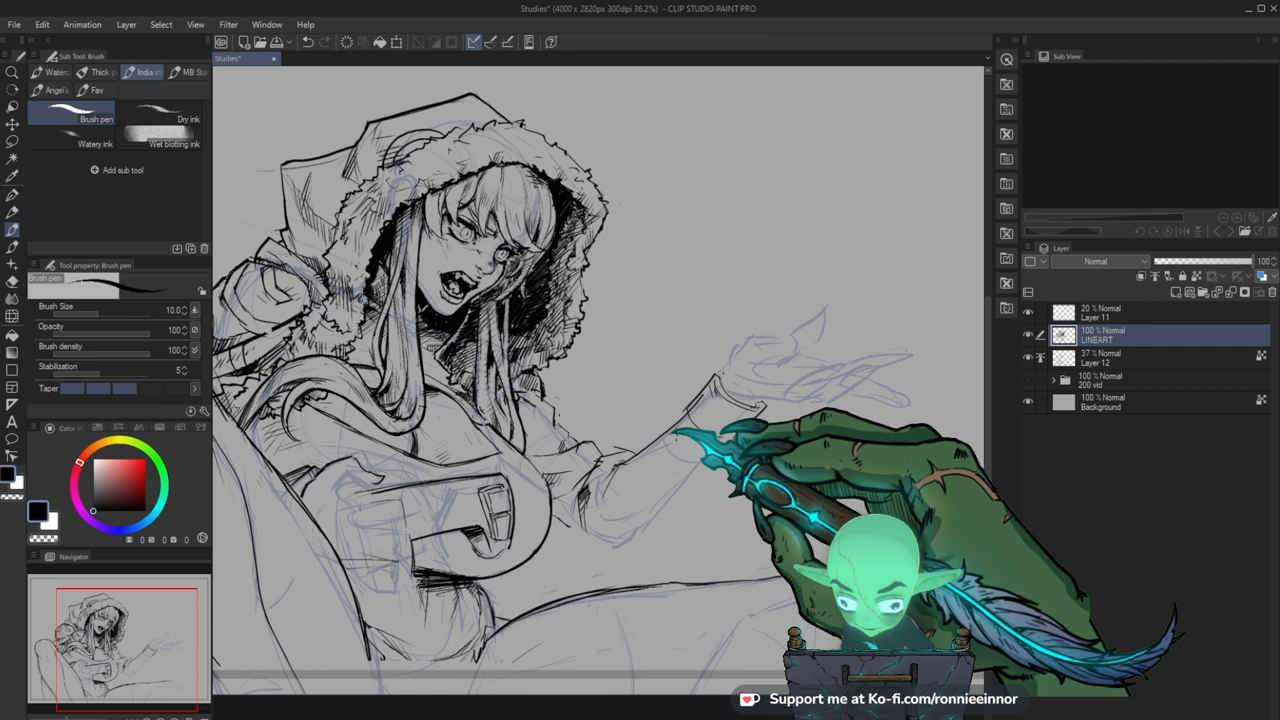 Studies* (4000 x 2820px 300dpi 36.2%) - CLIP STUDIO PAINT PRO
File Edit Animation Layer Select View Filter Window Help
Sub Tool: Brush
Studies*
Sub View
Waterc Thick p India in MB Sta
Angel's Fav
Brush pen Dry ink
Watery ink Wet blotting ink
Add sub tool
Tool property: Brush pen
Brush pen
Brush Size 10.0
Opacity 100
Brush density 100
Stabilization 5
Taper
Color
Navigator
Layer
Normal 100
20 % Normal
Layer 11
100 % Normal
LINEART
37 % Normal
Layer 12
100 % Normal
200 vid
100 % Normal
Background
Support me at Ko-fi.com/ronnieeinnor